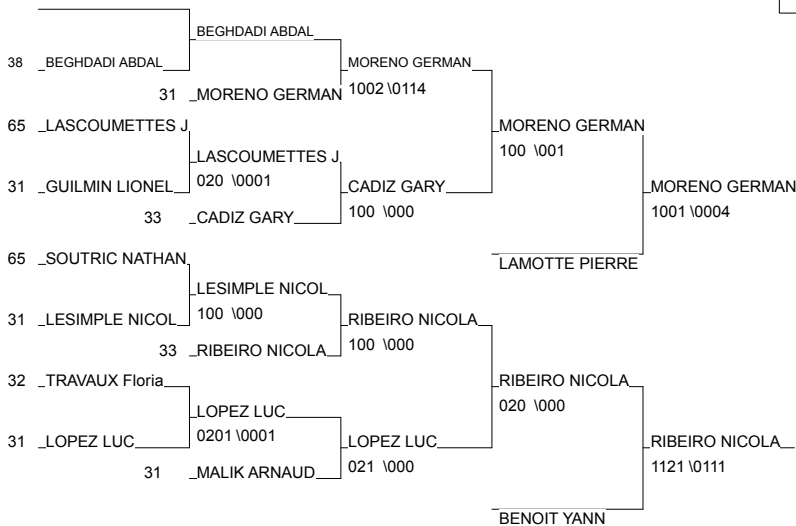 BEGHDADI ABDAL
38 BEGHDADI ABDAL MORENO GERMAN
31 MORENO GERMAN 1002 \0114
65 LASCOUMETTES J MORENO GERMAN
100 \001
LASCOUMETTES J
020 \0001
31 GUILMIN LIONEL CADIZ GARY MORENO GERMAN
100 \000 1001 \0004
33 CADIZ GARY
65 SOUTRIC NATHAN LAMOTTE PIERRE
LESIMPLE NICOL
100 \000
31 LESIMPLE NICOL RIBEIRO NICOLA
100 \000
33 RIBEIRO NICOLA
32 TRAVAUX Floria RIBEIRO NICOLA
020 \000
LOPEZ LUC
0201 \0001
31 LOPEZ LUC LOPEZ LUC RIBEIRO NICOLA
021 \000 1121 \0111
31 MALIK ARNAUD
BENOIT YANN